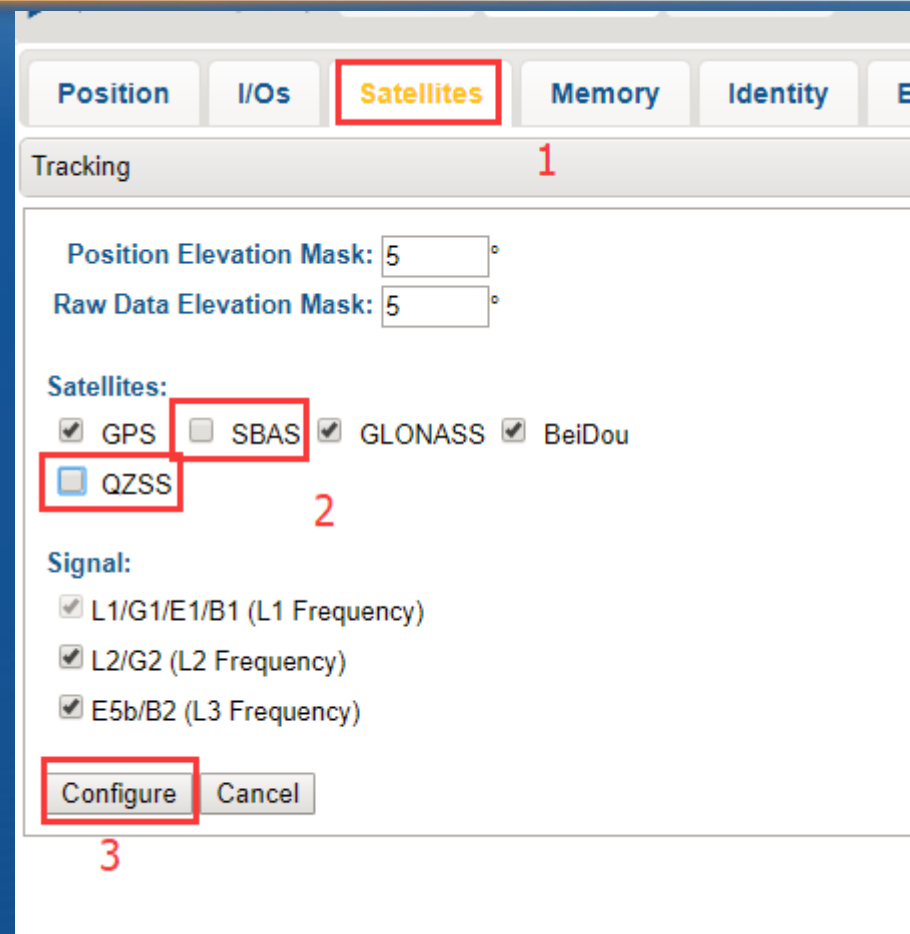 Position I/Os Satellites Memory Identity E
1
Tracking
Position Elevation Mask: 5 °
Raw Data Elevation Mask: 5 °
Satellites:
GPS SBAS GLONASS BeiDou
QZSS
2
Signal:
L1/G1/E1/B1 (L1 Frequency)
L2/G2 (L2 Frequency)
E5b/B2 (L3 Frequency)
Configure Cancel
3